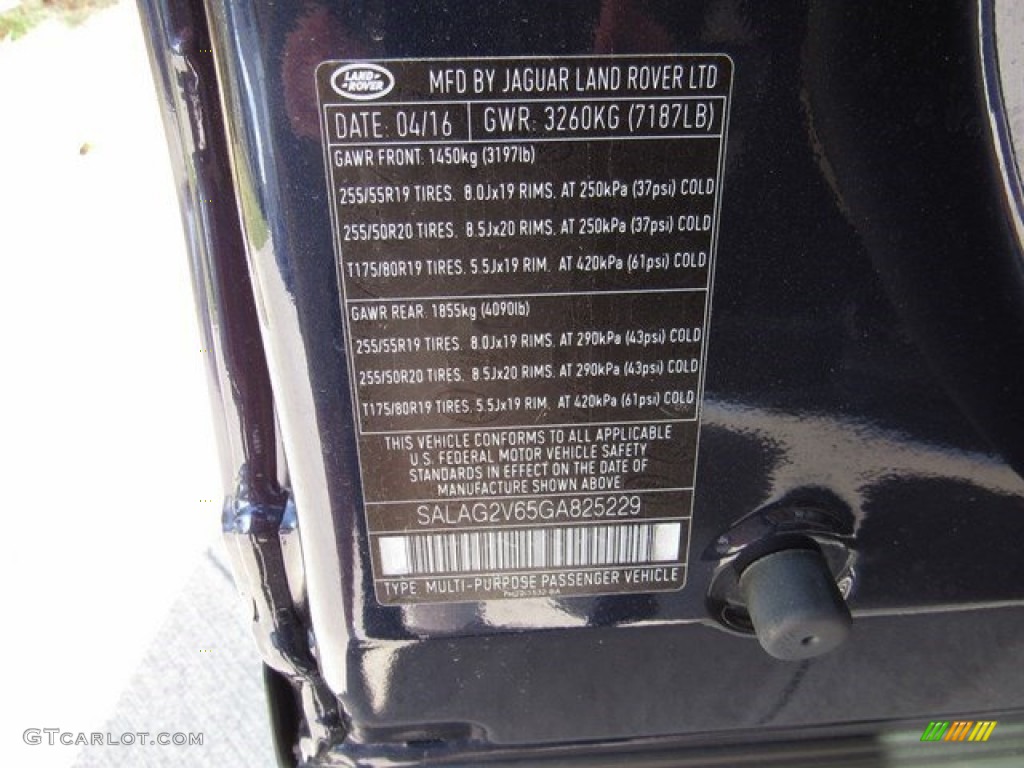 LAND ROVER
MFD BY JAGUAR LAND ROVER LTD
DATE: 04/16 GWR: 3260KG (7187LB)
GAWR FRONT: 1450kg (3197lb)
255/55R19 TIRES. 8.0Jx19 RIMS. AT 250kPa (37psi) COLD
255/50R20 TIRES. 8.5Jx20 RIMS. AT 250kPa (37psi) COLD
T175/80R19 TIRES. 5.5Jx19 RIM. AT 420kPa (61psi) COLD
GAWR REAR: 1855kg (4090lb)
255/55R19 TIRES. 8.0Jx19 RIMS. AT 290kPa (43psi) COLD
255/50R20 TIRES. 8.5Jx20 RIMS. AT 290kPa (43psi) COLD
T175/80R19 TIRES. 5.5Jx19 RIM. AT 420kPa (61psi) COLD
THIS VEHICLE CONFORMS TO ALL APPLICABLE
U.S. FEDERAL MOTOR VEHICLE SAFETY
STANDARDS IN EFFECT ON THE DATE OF
MANUFACTURE SHOWN ABOVE
SALAG2V65GA825229
TYPE MULTI-PURPOSE PASSENGER VEHICLE
GTCARLOT.COM